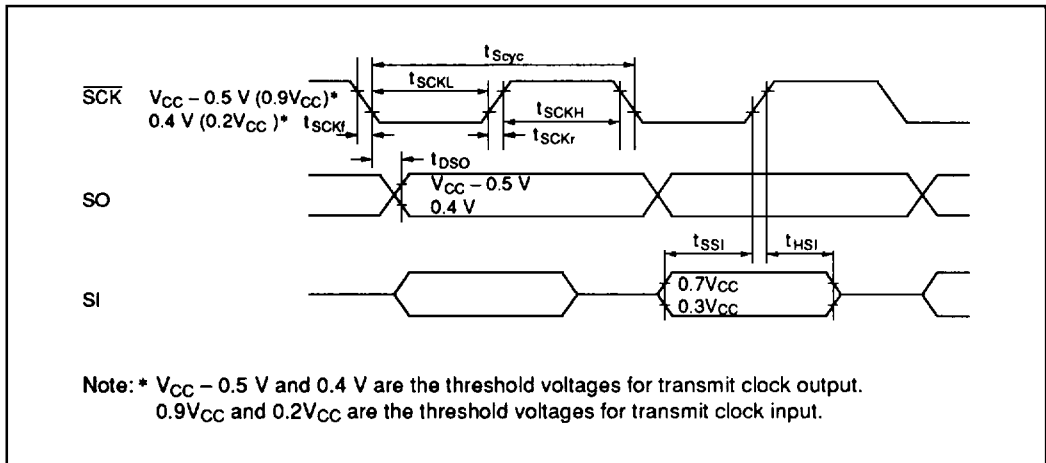 tScyc
tSCKL
SCK
VCC – 0.5 V (0.9VCC)*
0.4 V (0.2VCC)* tSCKf
tSCKH
tSCKr
tDSO
SO
VCC – 0.5 V
0.4 V
tSSI
tHSI
SI
0.7VCC
0.3VCC
Note: * VCC – 0.5 V and 0.4 V are the threshold voltages for transmit clock output.
0.9VCC and 0.2VCC are the threshold voltages for transmit clock input.